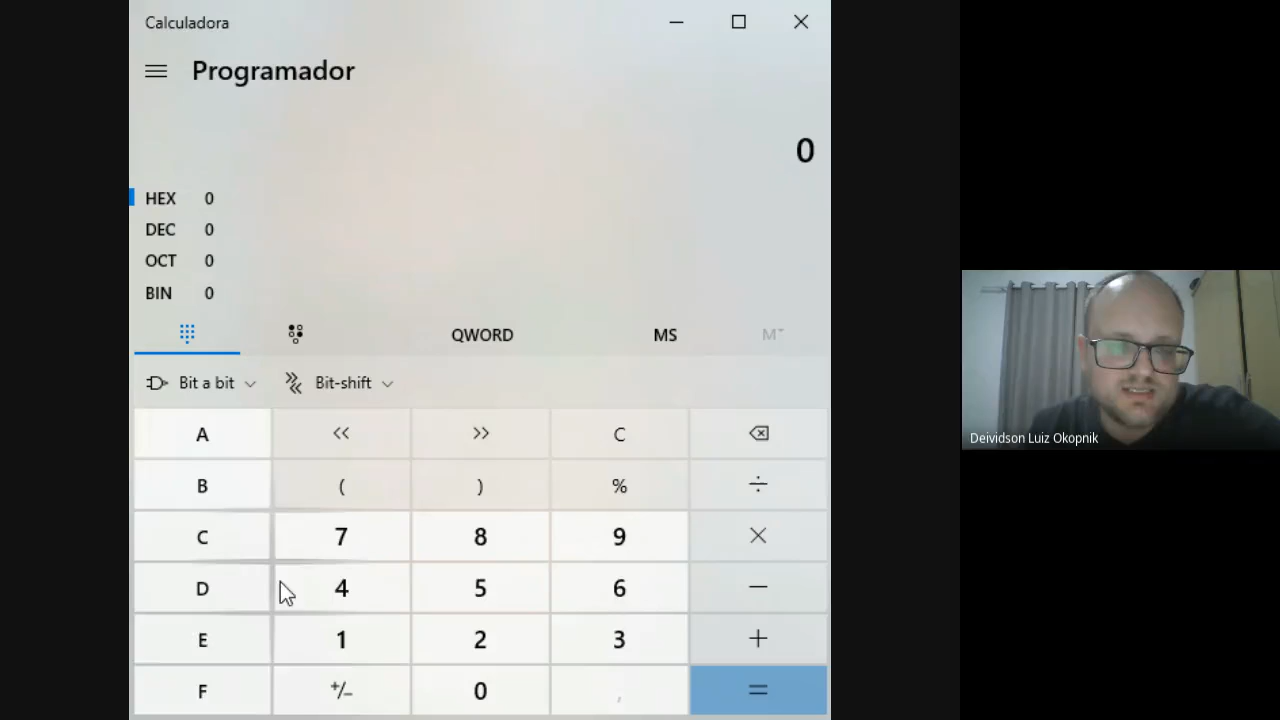 Calculadora
Programador
0
HEX 0
DEC 0
OCT 0
BIN 0
QWORD MS M
Bit a bit Bit-shift
A << >> C
B ( ) % ÷
C 7 8 9 ×
D 4 5 6 −
E 1 2 3 +
F +/− 0 , =
Deividson Luiz Okopnik